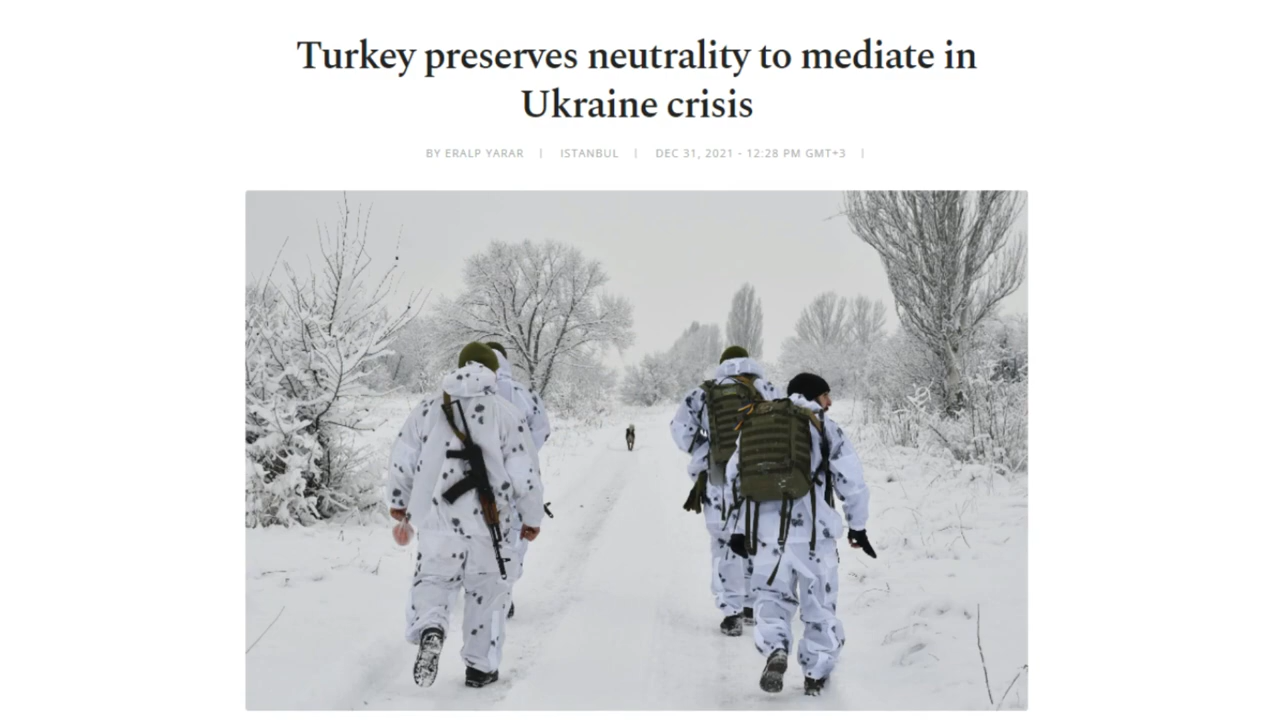 Turkey preserves neutrality to mediate in
Ukraine crisis
BY ERALP YARAR | ISTANBUL | DEC 31, 2021 - 12:28 PM GMT+3 |